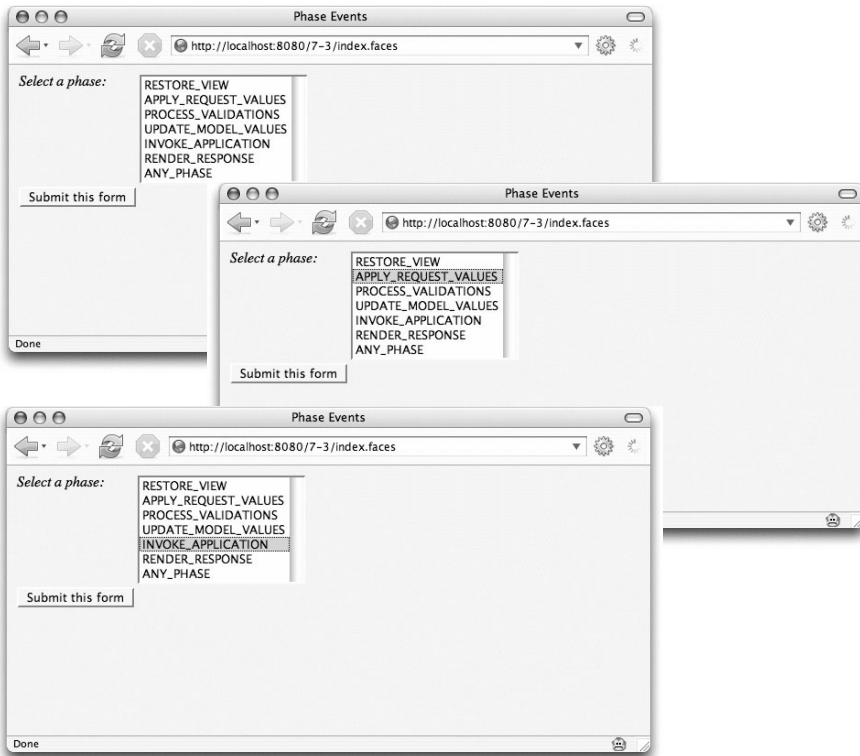 Phase Events
http://localhost:8080/7-3/index.faces
Select a phase:
RESTORE_VIEW
APPLY_REQUEST_VALUES
PROCESS_VALIDATIONS
UPDATE_MODEL_VALUES
INVOKE_APPLICATION
RENDER_RESPONSE
ANY_PHASE
Submit this form
Done
Phase Events
http://localhost:8080/7-3/index.faces
Select a phase:
RESTORE_VIEW
APPLY_REQUEST_VALUES
PROCESS_VALIDATIONS
UPDATE_MODEL_VALUES
INVOKE_APPLICATION
RENDER_RESPONSE
ANY_PHASE
Submit this form
Phase Events
http://localhost:8080/7-3/index.faces
Select a phase:
RESTORE_VIEW
APPLY_REQUEST_VALUES
PROCESS_VALIDATIONS
UPDATE_MODEL_VALUES
INVOKE_APPLICATION
RENDER_RESPONSE
ANY_PHASE
Submit this form
Done